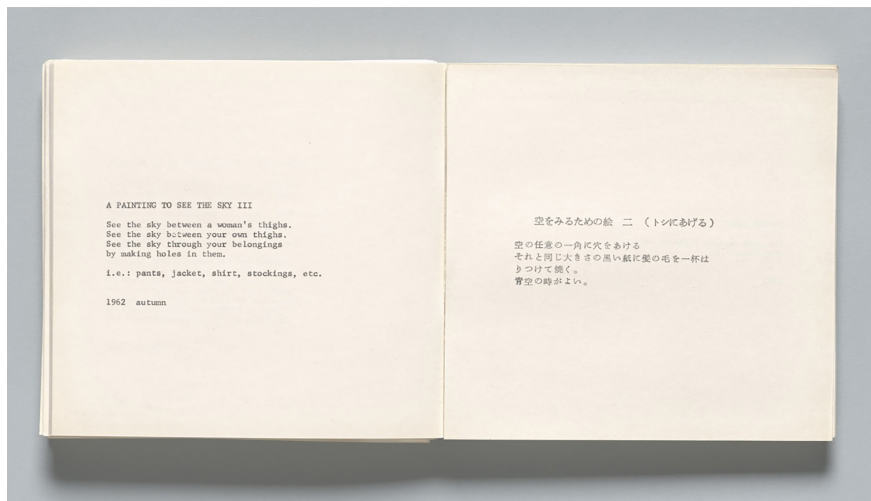 A PAINTING TO SEE THE SKY III
See the sky between a woman's thighs.
See the sky between your own thighs.
See the sky through your belongings
by making holes in them.
i.e.: pants, jacket, shirt, stockings, etc.
1962 autumn
空をみるための絵 二 (トシにあげる)
空の任意の一角に穴をあける
それと同じ大きさの黒い紙に髪の毛を一杯は
りつけて焼く。
青空の時がよい。